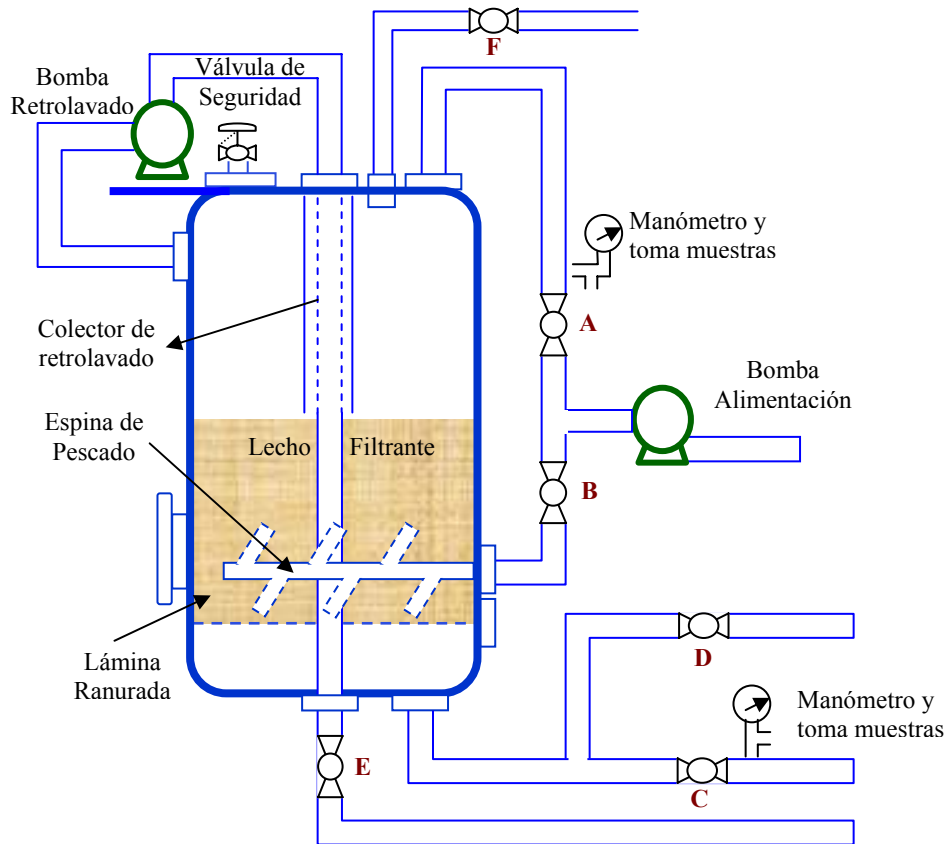 F
Bomba
Retrolavado
Válvula de
Seguridad
Manómetro y
toma muestras
A
Colector de
retrolavado
Bomba
Alimentación
Espina de
Pescado
Lecho
Filtrante
B
Lámina
Ranurada
D
Manómetro y
toma muestras
E
C